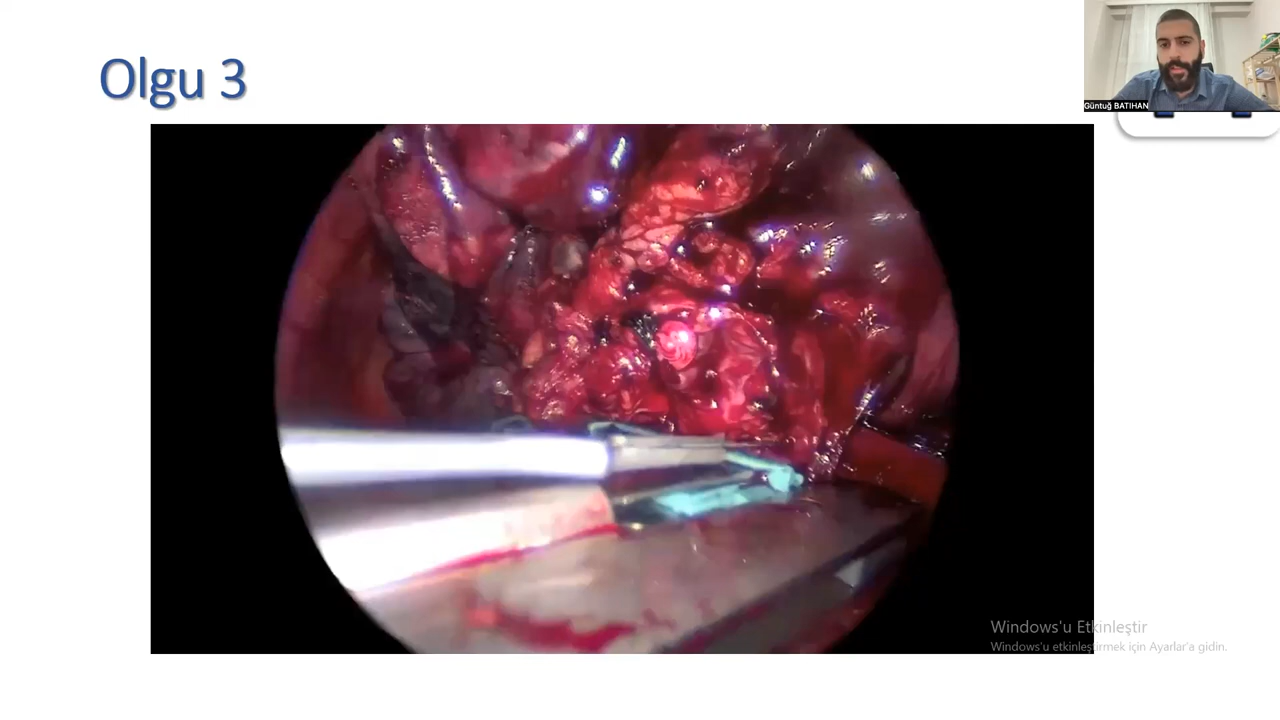 Olgu 3
Güntuğ BATIHAN
Windows'u Etkinleştir
Windows'u etkinleştirmek için Ayarlar'a gidin.